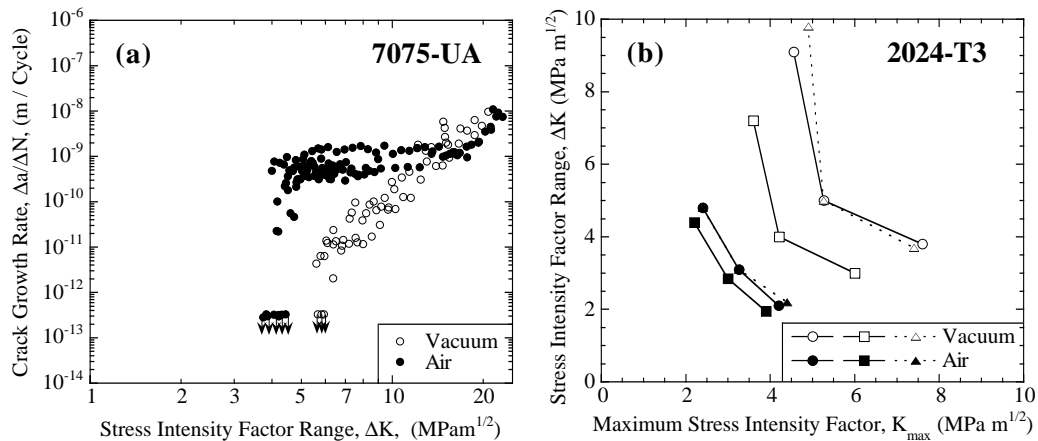 (a)
7075-UA
Crack Growth Rate, Δa/ΔN, (m / Cycle)
10^-6
10^-7
10^-8
10^-9
10^-10
10^-11
10^-12
10^-13
10^-14
1
2
3
4
5
10
20
Stress Intensity Factor Range, ΔK, (MPam^1/2)
Vacuum
Air
(b)
2024-T3
Stress Intensity Factor Range, ΔK (MPa m^1/2)
10
8
6
4
2
0
0
2
4
6
8
10
Maximum Stress Intensity Factor, K_max (MPa m^1/2)
Vacuum
Air